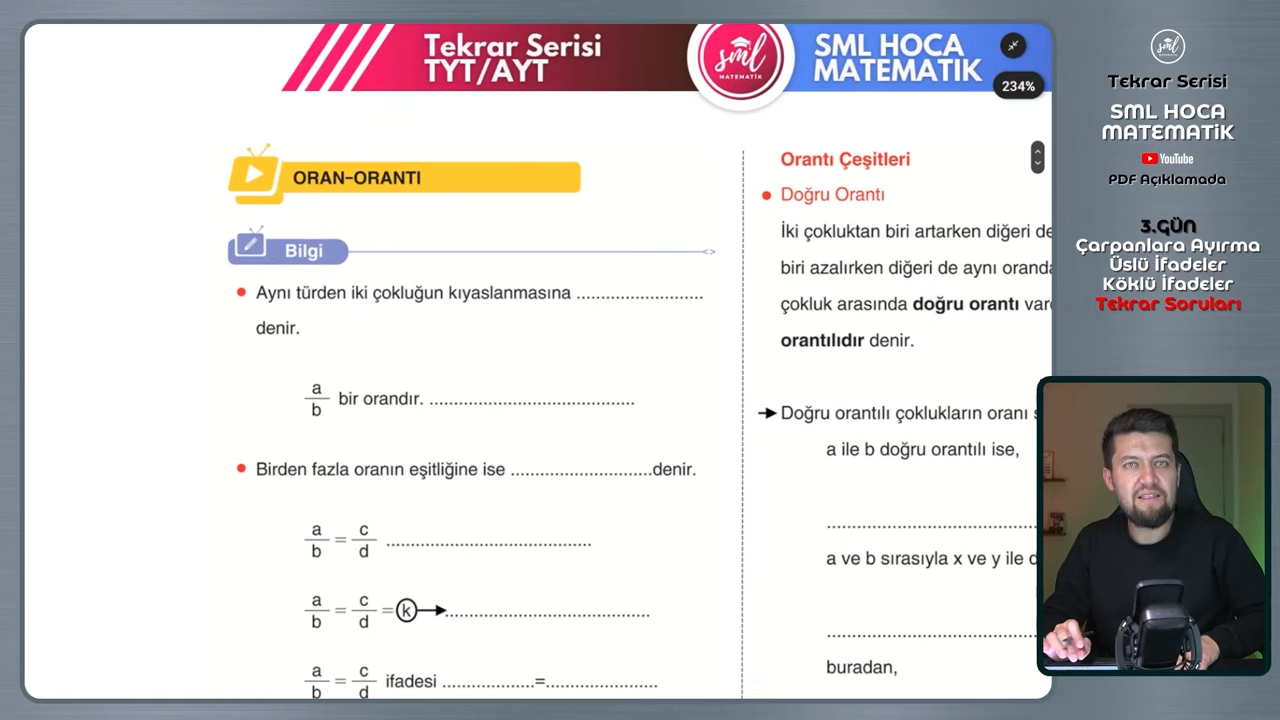 Tekrar Serisi
TYT/AYT
sml
MATEMATİK
SML HOCA
MATEMATIK
234%
ORAN–ORANTI
Bilgi
Aynı türden iki çokluğun kıyaslanmasına ........................
denir.
a
b
bir orandır. .......................................
Birden fazla oranın eşitliğine ise ...........................denir.
a
b
=
c
d
.......................................
a
b
=
c
d
= k → .......................................
a
b
=
c
d
ifadesi ..................=......................
Orantı Çeşitleri
Doğru Orantı
İki çokluktan biri artarken diğeri de
biri azalırken diğeri de aynı oranda
çokluk arasında doğru orantı
orantılıdır denir.
Doğru orantılı çoklukların oranı
a ile b doğru orantılı ise,
........................................
a ve b sırasıyla x ve y ile
........................................
buradan,
sml
Tekrar Serisi
SML HOCA
MATEMATİK
YouTube
PDF Açıklamada
3.GÜN
Çarpanlara Ayırma
Üslü İfadeler
Köklü İfadeler
Tekrar Soruları